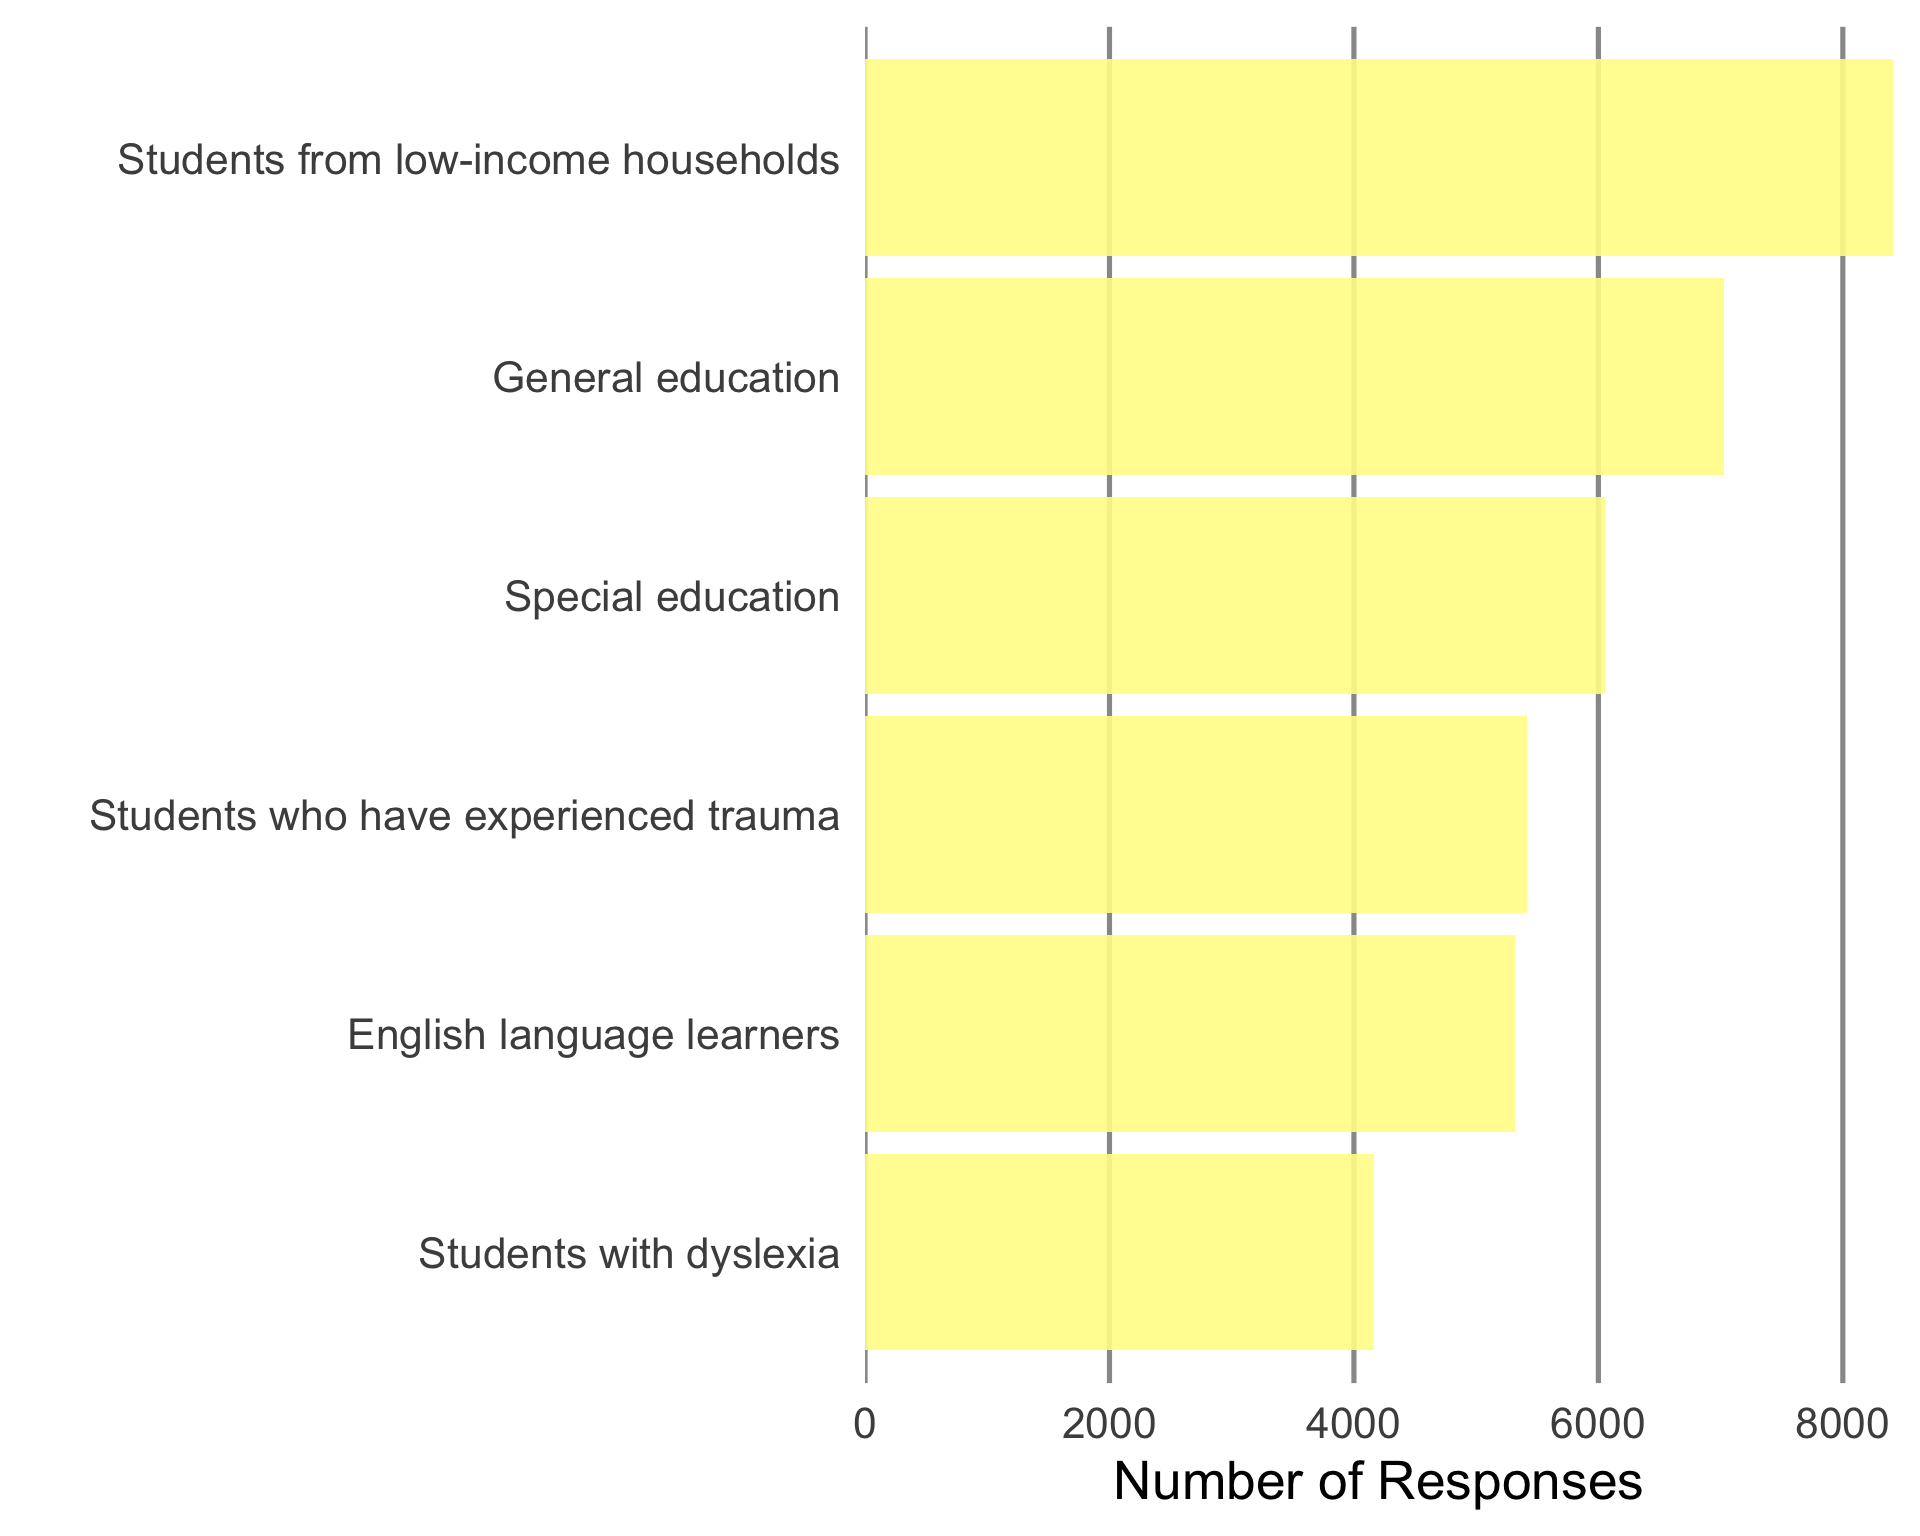 Students from low-income households
General education
Special education
Students who have experienced trauma
English language learners
Students with dyslexia
0 2000 4000 6000 8000
Number of Responses